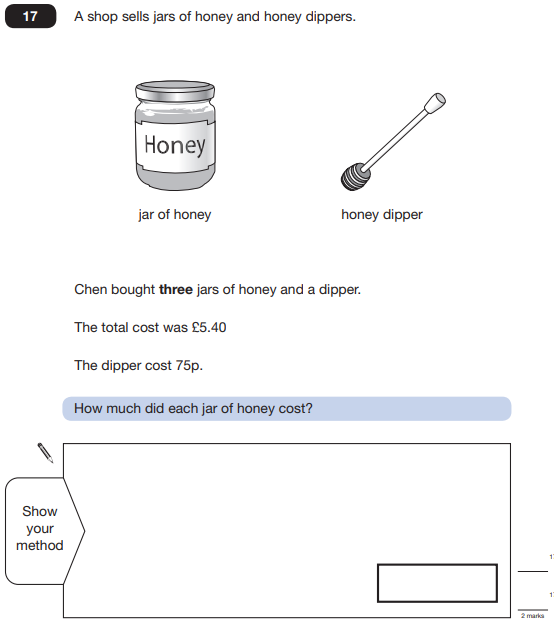 17
A shop sells jars of honey and honey dippers.
Honey
jar of honey
honey dipper
Chen bought three jars of honey and a dipper.
The total cost was £5.40
The dipper cost 75p.
How much did each jar of honey cost?
Show
your
method
2 marks